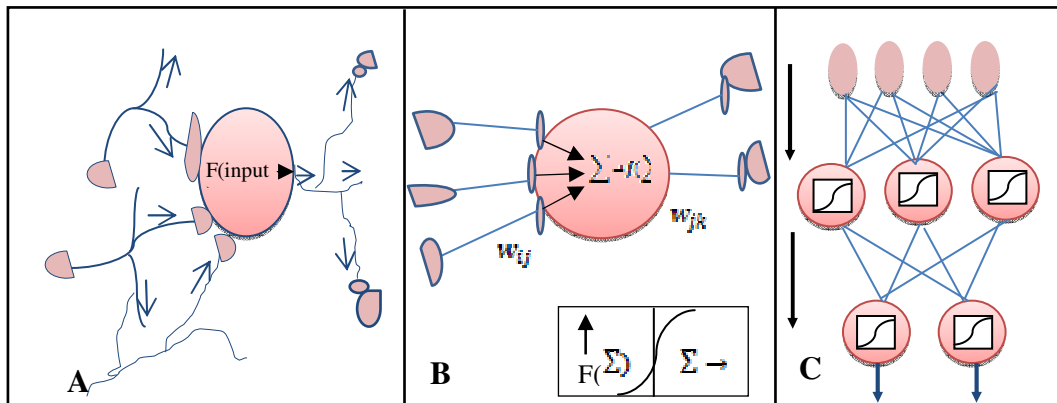 F(input
A
Σ
w_ij
w_jk
B
F( Σ) Σ →
C